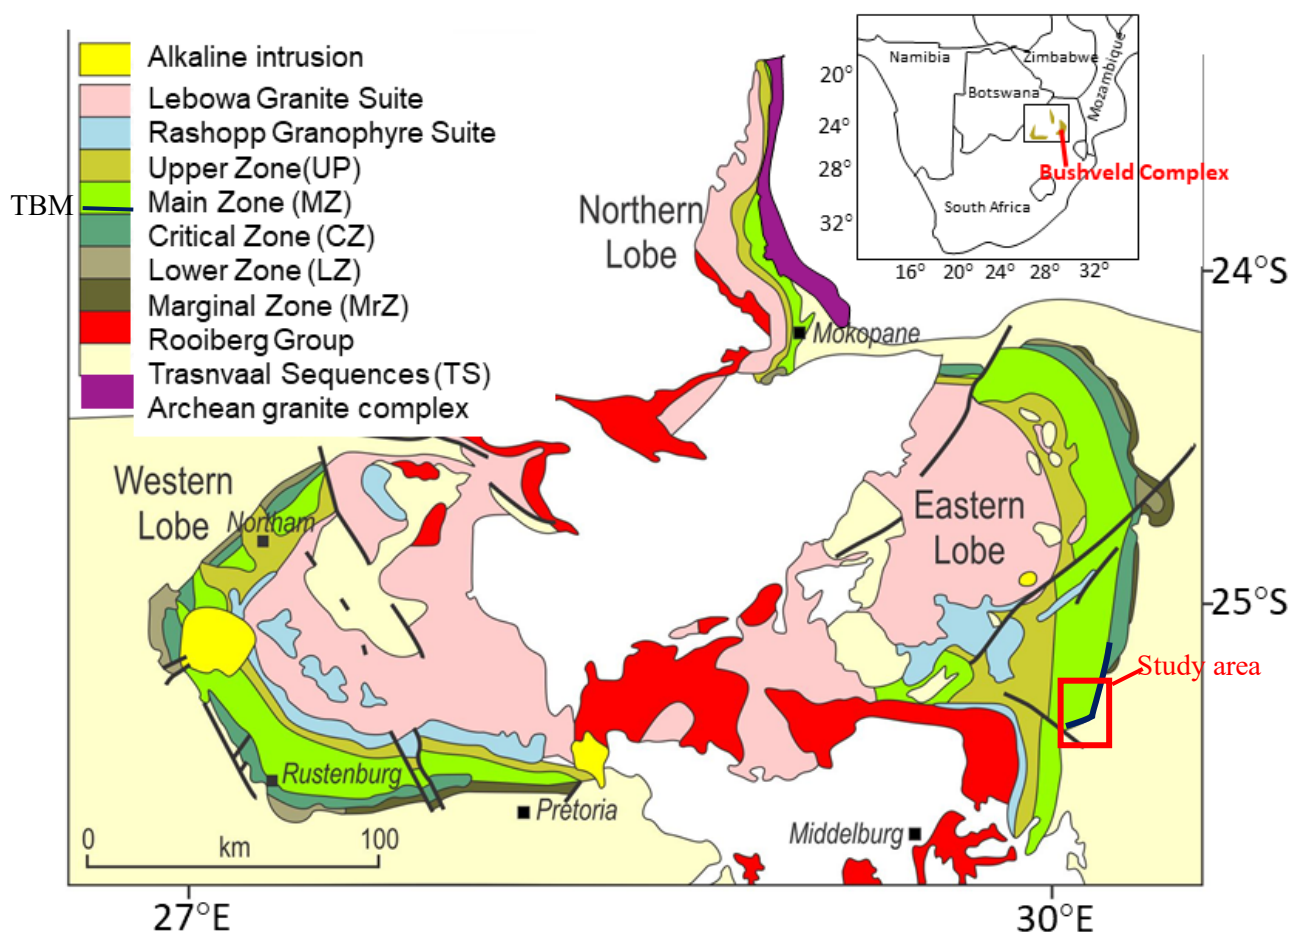 Alkaline intrusion
Lebowa Granite Suite
Rashopp Granophyre Suite
Upper Zone(UP)
TBM
Main Zone (MZ)
Critical Zone (CZ)
Lower Zone (LZ)
Marginal Zone (MrZ)
Rooiberg Group
Trasnvaal Sequences (TS)
Archean granite complex
Namibia
Zimbabwe
Mozambique
Botswana
Bushveld Complex
South Africa
20°
24°
28°
32°
16°
20°
24°
28°
32°
Northern
Lobe
24°S
Mokopane
Western
Lobe
Northam
Eastern
Lobe
25°S
Study area
Rustenburg
Pretoria
Middelburg
0
100
km
27°E
30°E